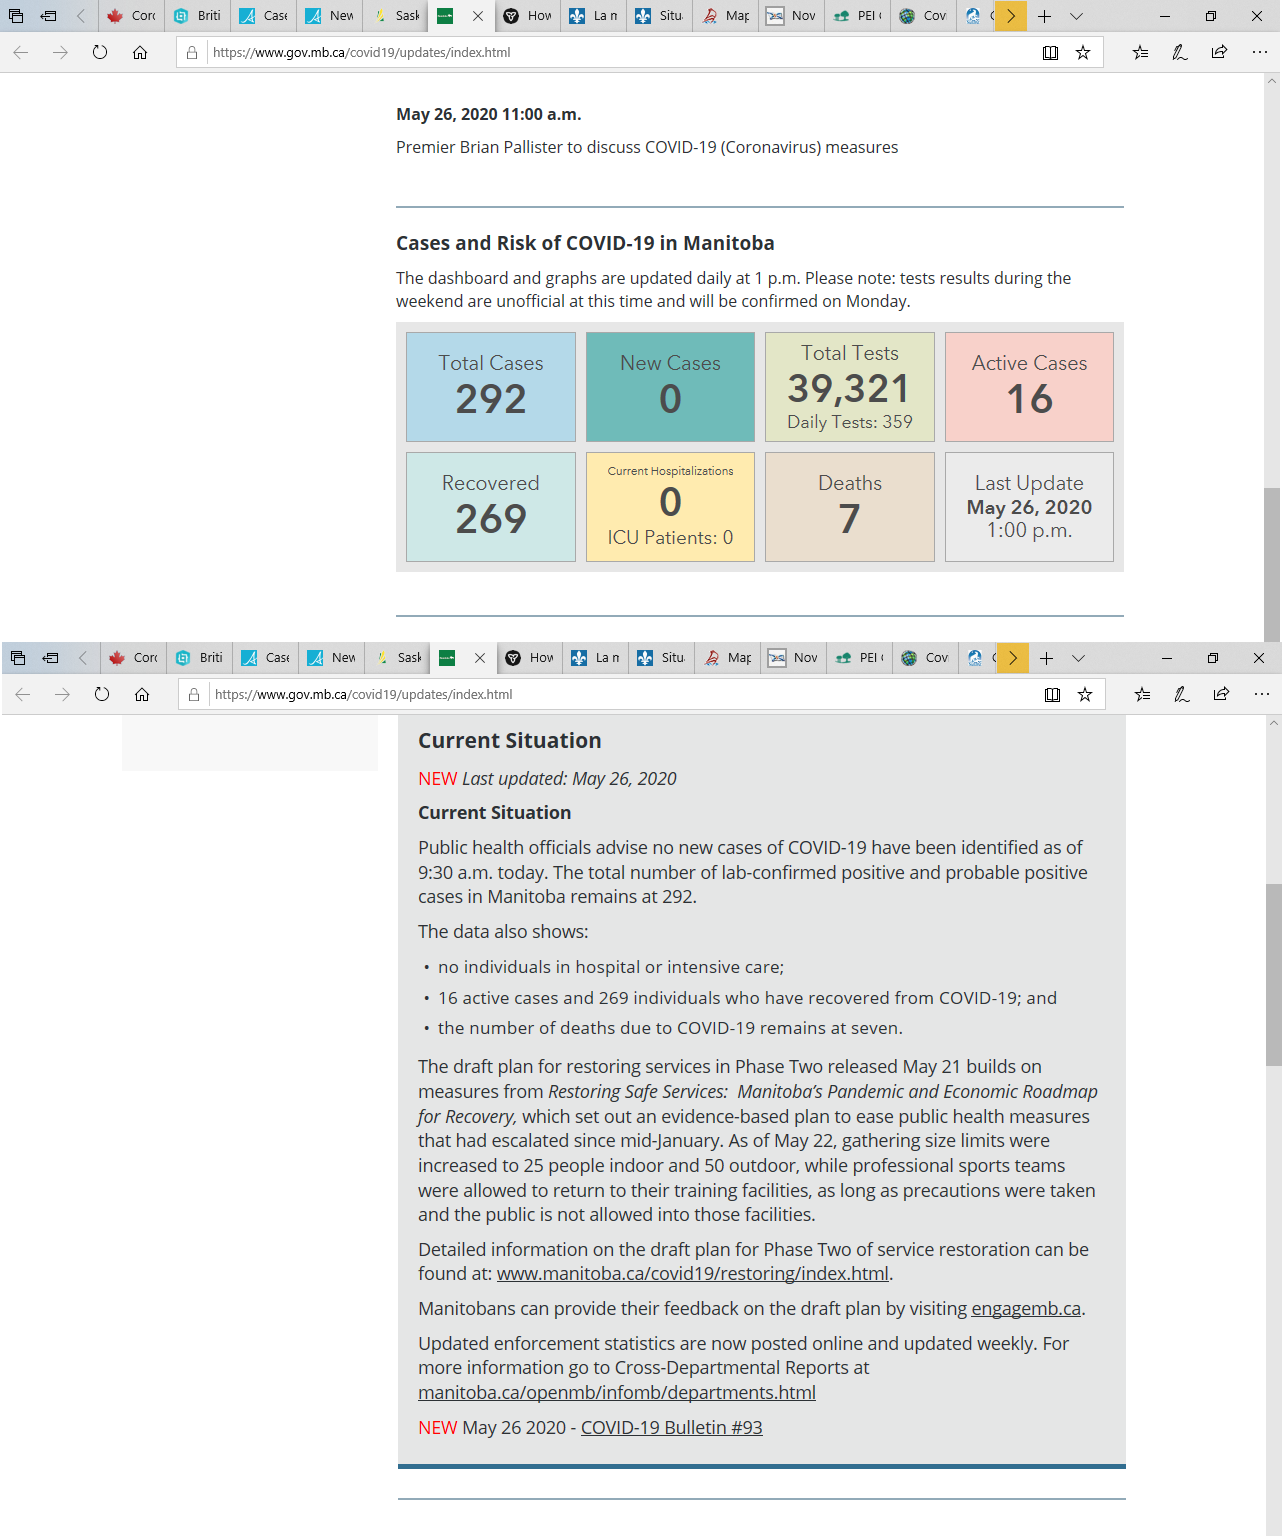 Corc
Briti
Case
New
Sask
How
La m
Situ
Map
Nov
PEI
Cov
https://www.gov.mb.ca/covid19/updates/index.html
May 26, 2020 11:00 a.m.
Premier Brian Pallister to discuss COVID-19 (Coronavirus) measures
Cases and Risk of COVID-19 in Manitoba
The dashboard and graphs are updated daily at 1 p.m. Please note: tests results during the
weekend are unofficial at this time and will be confirmed on Monday.
Total Cases
292
New Cases
0
Total Tests
39,321
Daily Tests: 359
Active Cases
16
Recovered
269
Current Hospitalizations
0
ICU Patients: 0
Deaths
7
Last Update
May 26, 2020
1:00 p.m.
Corc
Briti
Case
New
Sask
How
La m
Situ
Map
Nov
PEI
Cov
https://www.gov.mb.ca/covid19/updates/index.html
Current Situation
NEW Last updated: May 26, 2020
Current Situation
Public health officials advise no new cases of COVID-19 have been identified as of
9:30 a.m. today. The total number of lab-confirmed positive and probable positive
cases in Manitoba remains at 292.
The data also shows:
• no individuals in hospital or intensive care;
• 16 active cases and 269 individuals who have recovered from COVID-19; and
• the number of deaths due to COVID-19 remains at seven.
The draft plan for restoring services in Phase Two released May 21 builds on
measures from Restoring Safe Services: Manitoba’s Pandemic and Economic Roadmap
for Recovery, which set out an evidence-based plan to ease public health measures
that had escalated since mid-January. As of May 22, gathering size limits were
increased to 25 people indoor and 50 outdoor, while professional sports teams
were allowed to return to their training facilities, as long as precautions were taken
and the public is not allowed into those facilities.
Detailed information on the draft plan for Phase Two of service restoration can be
found at: www.manitoba.ca/covid19/restoring/index.html.
Manitobans can provide their feedback on the draft plan by visiting engagemb.ca.
Updated enforcement statistics are now posted online and updated weekly. For
more information go to Cross-Departmental Reports at
manitoba.ca/openmb/infomb/departments.html
NEW May 26 2020 - COVID-19 Bulletin #93